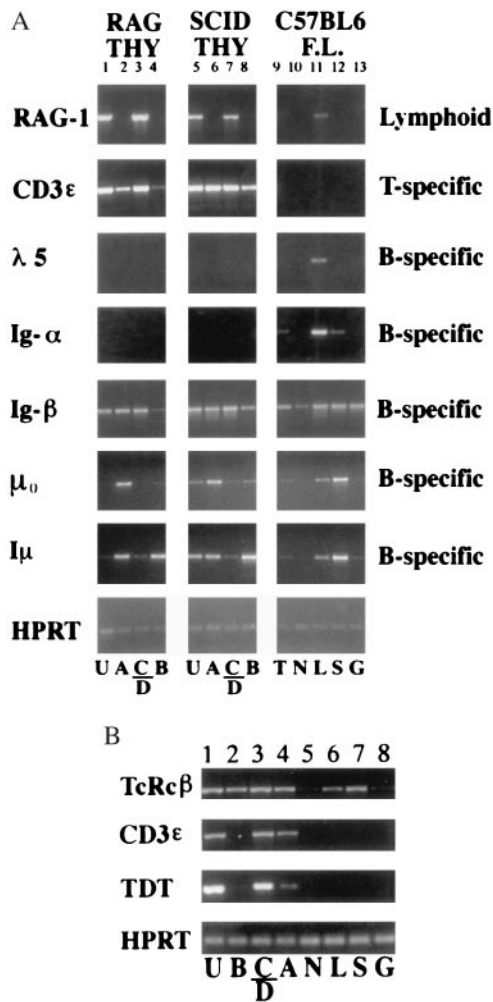 A
RAG THY
SCID THY
C57BL6 F.L.
1 2 3 4
5 6 7 8
9 10 11 12 13
RAG-1 Lymphoid
CD3ε T-specific
λ 5 B-specific
Ig-α B-specific
Ig-β B-specific
μ₀ B-specific
Iμ B-specific
HPRT
U A C/D B
U A C/D B
T N L S G
B
1 2 3 4 5 6 7 8
TcRcβ
CD3ε
TDT
HPRT
U B C/D A N L S G